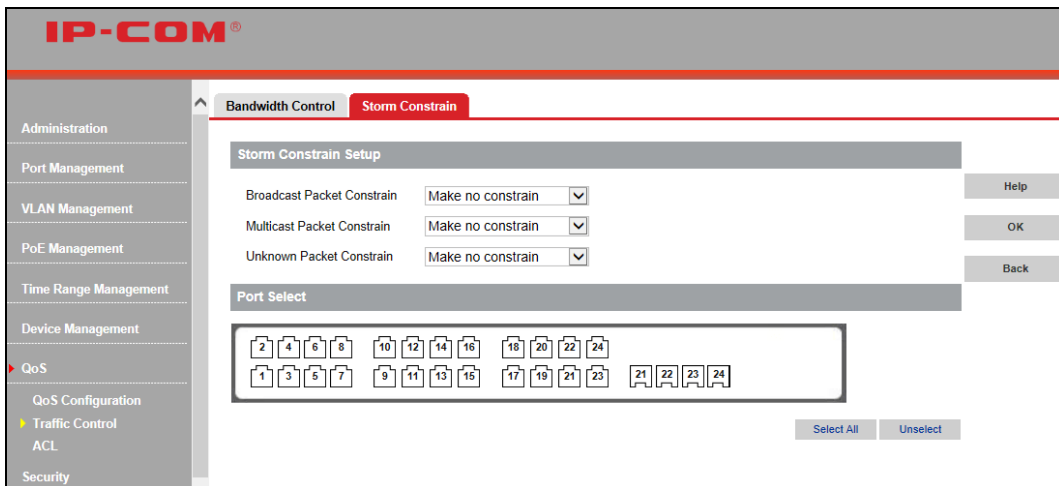 IP-COM®
Administration
Port Management
VLAN Management
PoE Management
Time Range Management
Device Management
QoS
QoS Configuration
Traffic Control
ACL
Security
Bandwidth Control
Storm Constrain
Storm Constrain Setup
Broadcast Packet Constrain
Make no constrain
Multicast Packet Constrain
Make no constrain
Unknown Packet Constrain
Make no constrain
Port Select
2 4 6 8 10 12 14 16 18 20 22 24
1 3 5 7 9 11 13 15 17 19 21 23 21 22 23 24
Select All
Unselect
Help
OK
Back